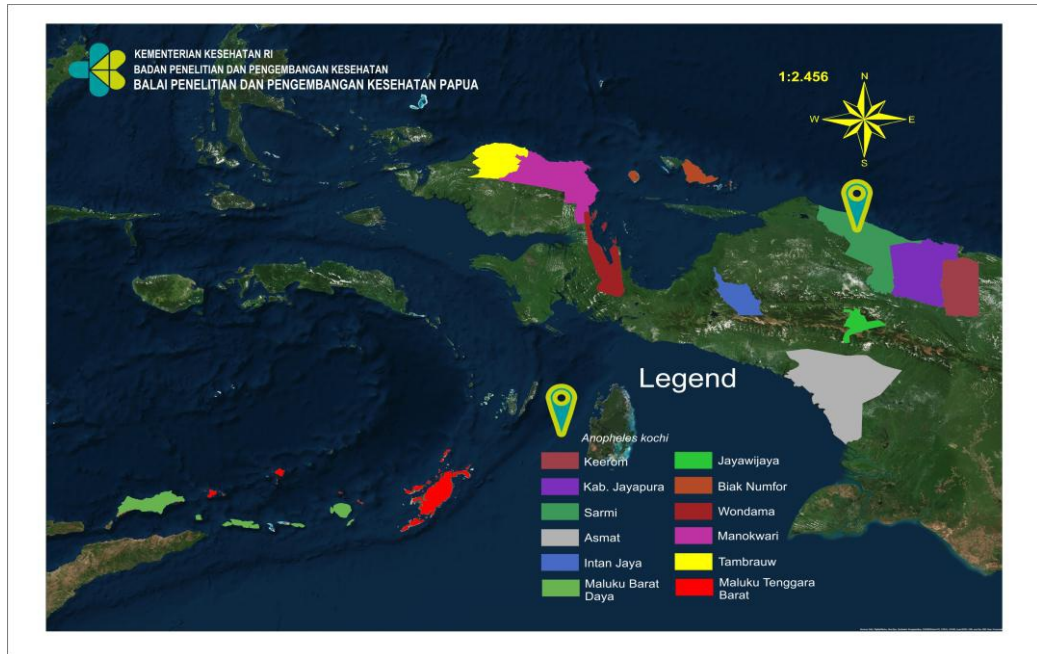 KEMENTERIAN KESEHATAN RI
BADAN PENELITIAN DAN PENGEMBANGAN KESEHATAN
BALAI PENELITIAN DAN PENGEMBANGAN KESEHATAN PAPUA
1:2.456
N
W
E
S
Legend
Anopheles kochi
Keerom
Jayawijaya
Kab. Jayapura
Biak Numfor
Sarmi
Wondama
Asmat
Manokwari
Intan Jaya
Tambrauw
Maluku Barat
Daya
Maluku Tenggara
Barat